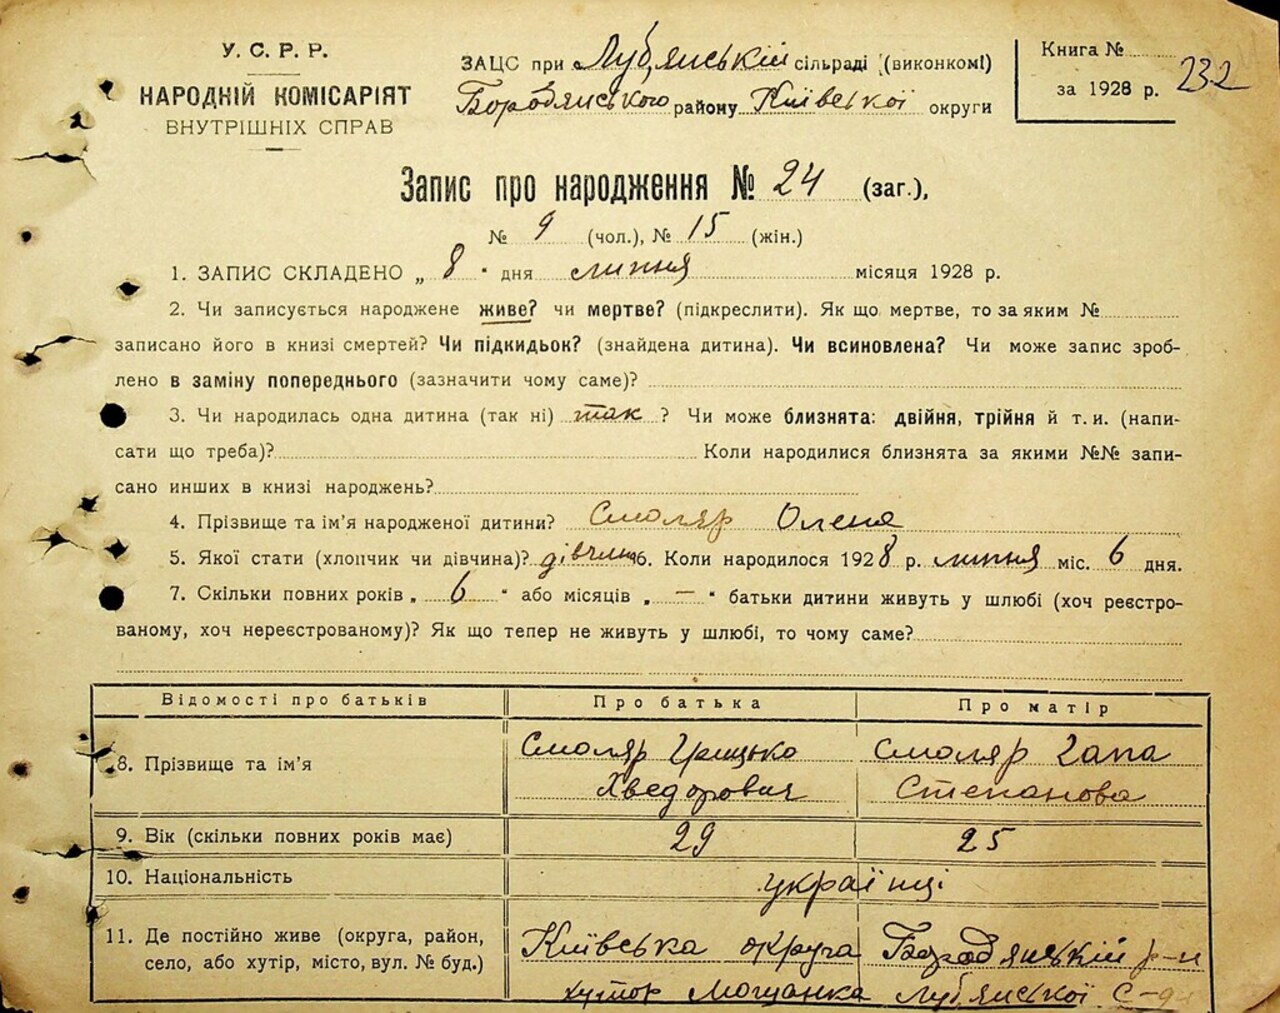 У. С. Р. Р.
НАРОДНІЙ КОМІСАРІЯТ
ВНУТРІШНІХ СПРАВ
ЗАЦС при Лубянській сільраді (виконкомі)
Бородянського району Київської округи
Книга №
за 1928 р.
232
Запис про народження № 24 (заг.),
№ 9 (чол.), № 15 (жін.)
1. ЗАПИС СКЛАДЕНО „ 8 " дня липня місяця 1928 р.
2. Чи записується народжене живе? чи мертве? (підкреслити). Як що мертве, то за яким №
записано його в книзі смертей? Чи підкидьок? (знайдена дитина). Чи всиновлена? Чи може запис зроб-
лено в заміну попереднього (зазначити чому саме)?
3. Чи народилась одна дитина (так ні) так ? Чи може близнята: двійня, трійня й т. и. (напи-
сати що треба)? Коли народилися близнята за якими №№ запи-
сано инших в книзі народжень?
4. Прізвище та ім'я народженої дитини? Смоляр Олена
5. Якої стати (хлопчик чи дівчина)? дівчина 6. Коли народилося 1928 р. липня міс. 6 дня.
7. Скільки повних років „ 6 " або місяців „ — " батьки дитини живуть у шлюбі (хоч реєстро-
ваному, хоч нереєстрованому)? Як що тепер не живуть у шлюбі, то чому саме?
Відомості про батьків Про батька Про матір
8. Прізвище та ім'я Смоляр Грицько Хведорович Смоляр Гапа Степанова
9. Вік (скільки повних років має) 29 25
10. Національність українці
11. Де постійно живе (округа, район, Київська округа Бородянській р-н
село, або хутір, місто, вул. № буд.) хутор Мощанка Лубянської